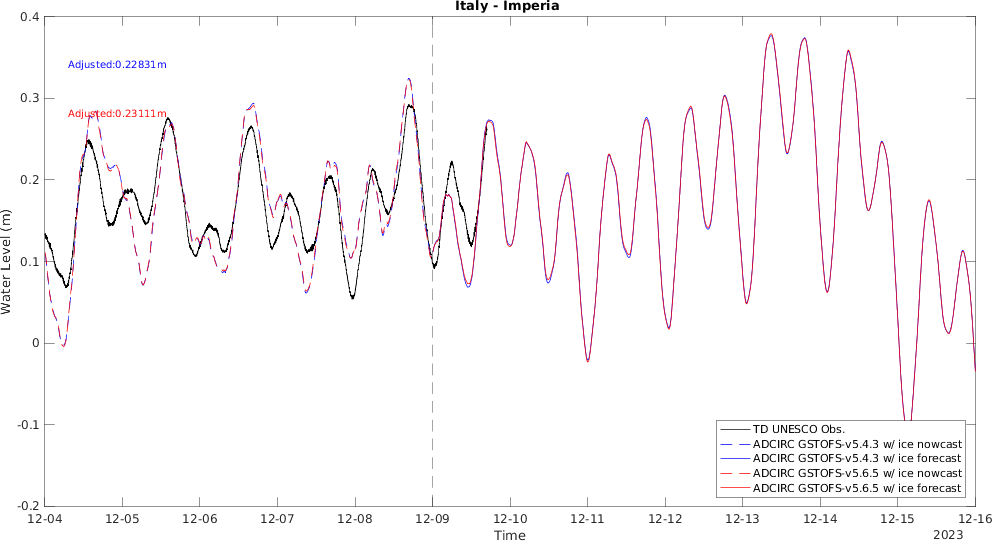 Italy - Imperia
Adjusted:0.22831m
Adjusted:0.23111m
Water Level (m)
0.4
0.3
0.2
0.1
0
-0.1
-0.2
TD UNESCO Obs.
ADCIRC GSTOFS-v5.4.3 w/ ice nowcast
ADCIRC GSTOFS-v5.4.3 w/ ice forecast
ADCIRC GSTOFS-v5.6.5 w/ ice nowcast
ADCIRC GSTOFS-v5.6.5 w/ ice forecast
12-04 12-05 12-06 12-07 12-08 12-09 12-10 12-11 12-12 12-13 12-14 12-15 12-16
Time
2023